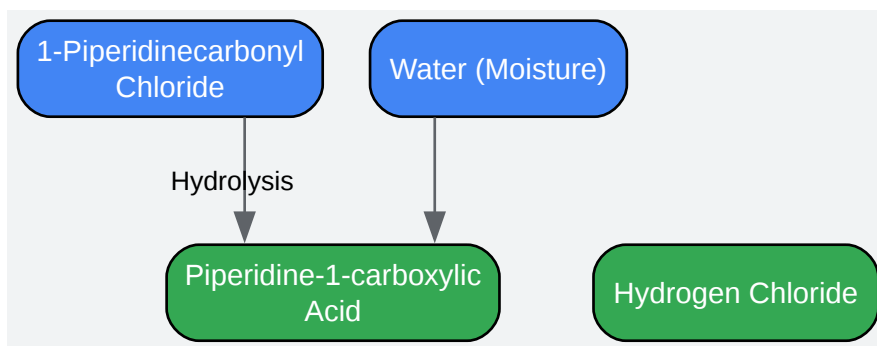 1-Piperidinecarbonyl
Chloride
Water (Moisture)
Hydrolysis
Piperidine-1-carboxylic
Acid
Hydrogen Chloride